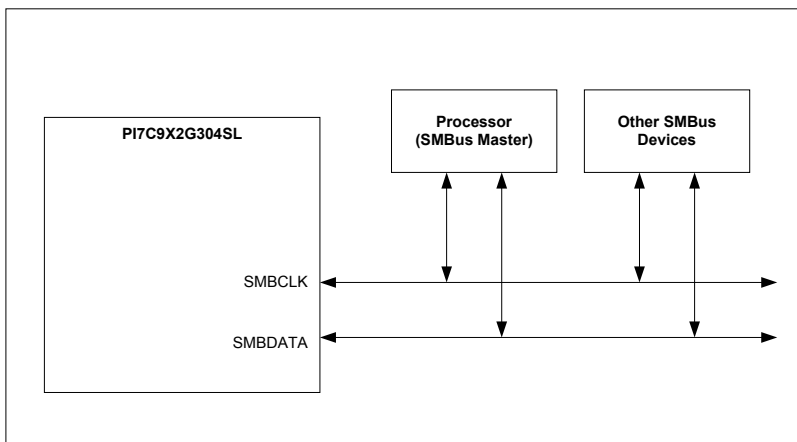 PI7C9X2G304SL
Processor
(SMBus Master)
Other SMBus
Devices
SMBCLK
SMBDATA